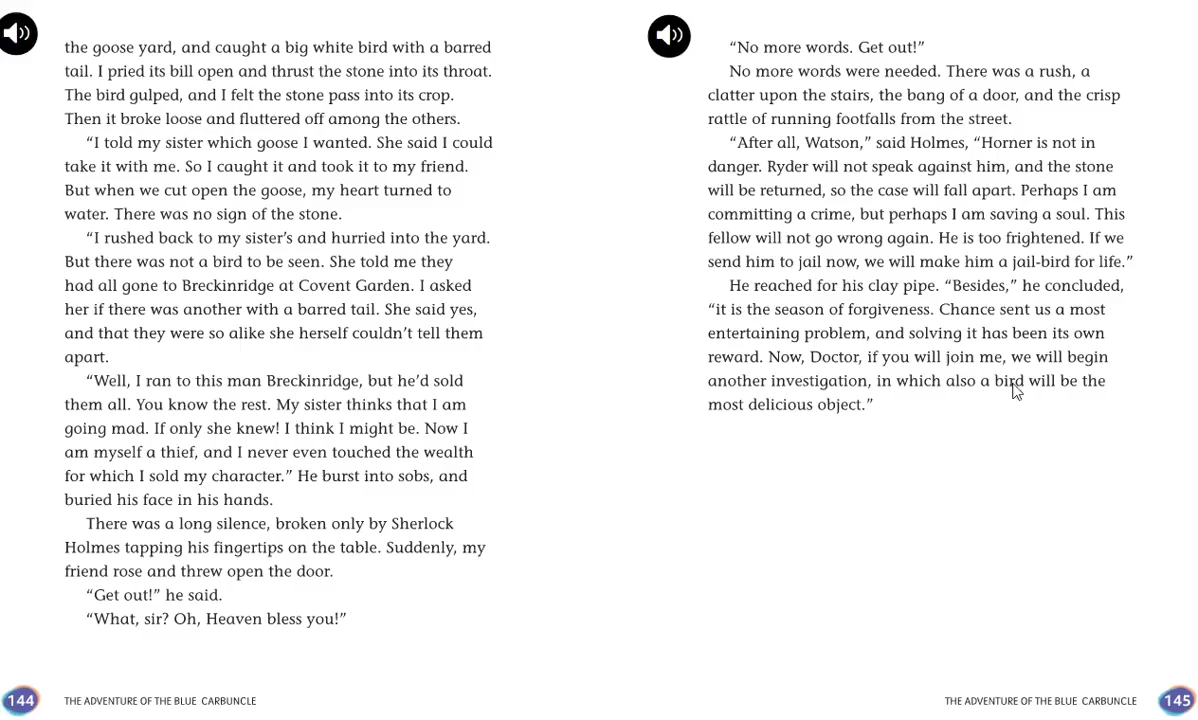 the goose yard, and caught a big white bird with a barred
tail. I pried its bill open and thrust the stone into its throat.
The bird gulped, and I felt the stone pass into its crop.
Then it broke loose and fluttered off among the others.
“I told my sister which goose I wanted. She said I could
take it with me. So I caught it and took it to my friend.
But when we cut open the goose, my heart turned to
water. There was no sign of the stone.
“I rushed back to my sister’s and hurried into the yard.
But there was not a bird to be seen. She told me they
had all gone to Breckinridge at Covent Garden. I asked
her if there was another with a barred tail. She said yes,
and that they were so alike she herself couldn’t tell them
apart.
“Well, I ran to this man Breckinridge, but he’d sold
them all. You know the rest. My sister thinks that I am
going mad. If only she knew! I think I might be. Now I
am myself a thief, and I never even touched the wealth
for which I sold my character.” He burst into sobs, and
buried his face in his hands.
There was a long silence, broken only by Sherlock
Holmes tapping his fingertips on the table. Suddenly, my
friend rose and threw open the door.
“Get out!” he said.
“What, sir? Oh, Heaven bless you!”
144 THE ADVENTURE OF THE BLUE CARBUNCLE
“No more words. Get out!”
No more words were needed. There was a rush, a
clatter upon the stairs, the bang of a door, and the crisp
rattle of running footfalls from the street.
“After all, Watson,” said Holmes, “Horner is not in
danger. Ryder will not speak against him, and the stone
will be returned, so the case will fall apart. Perhaps I am
committing a crime, but perhaps I am saving a soul. This
fellow will not go wrong again. He is too frightened. If we
send him to jail now, we will make him a jail-bird for life.”
He reached for his clay pipe. “Besides,” he concluded,
“it is the season of forgiveness. Chance sent us a most
entertaining problem, and solving it has been its own
reward. Now, Doctor, if you will join me, we will begin
another investigation, in which also a bird will be the
most delicious object.”
THE ADVENTURE OF THE BLUE CARBUNCLE 145